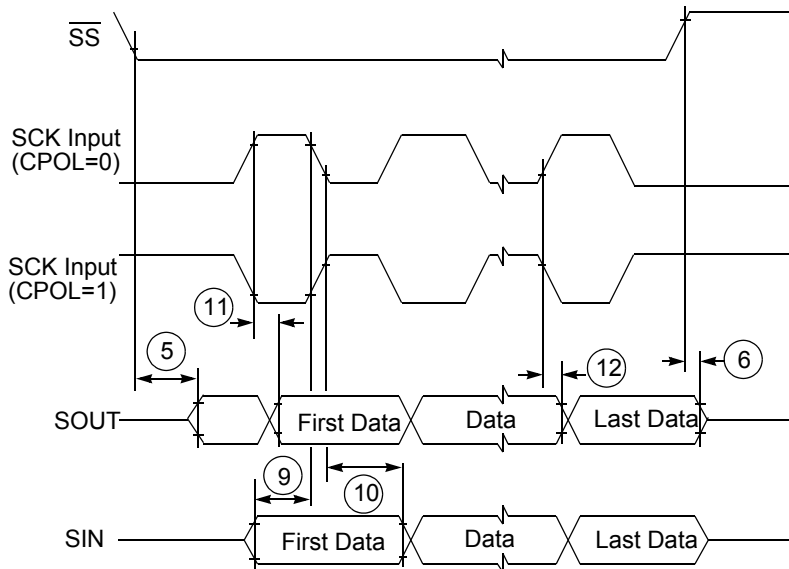 SS
SCK Input
(CPOL=0)
SCK Input
(CPOL=1)
11
5
12
6
SOUT
First Data
Data
Last Data
9
10
SIN
First Data
Data
Last Data